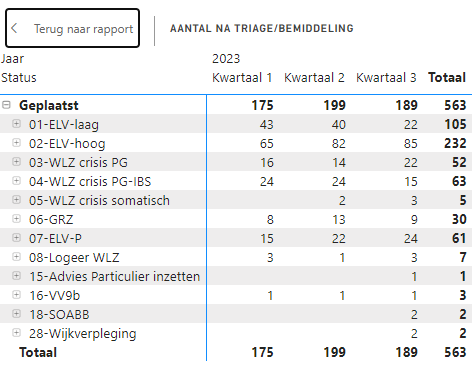 Terug naar rapport AANTAL NA TRIAGE/BEMIDDELING
Jaar 2023
Status Kwartaal 1 Kwartaal 2 Kwartaal 3 Totaal
Geplaatst 175 199 189 563
01-ELV-laag 43 40 22 105
02-ELV-hoog 65 82 85 232
03-WLZ crisis PG 16 14 22 52
04-WLZ crisis PG-IBS 24 24 15 63
05-WLZ crisis somatisch 2 3 5
06-GRZ 8 13 9 30
07-ELV-P 15 22 24 61
08-Logeer WLZ 3 1 3 7
15-Advies Particulier inzetten 1 1
16-VV9b 1 1 1 3
18-SOABB 2 2
28-Wijkverpleging 2 2
Totaal 175 199 189 563